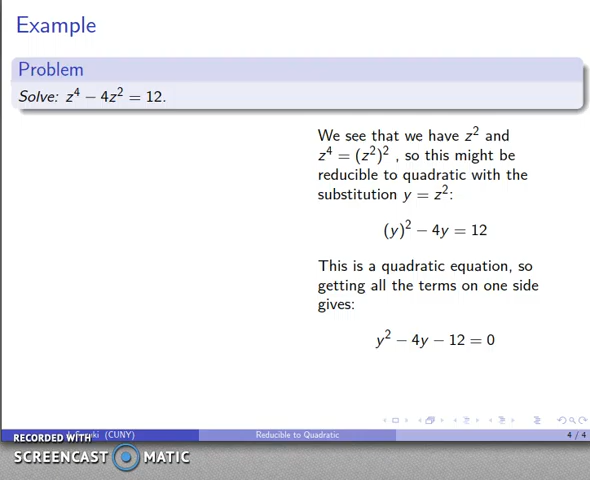 Example
Problem
Solve: z⁴ − 4z² = 12.
We see that we have z² and
z⁴ = (z²)² , so this might be
reducible to quadratic with the
substitution y = z²:
(y)² − 4y = 12
This is a quadratic equation, so
getting all the terms on one side
gives:
y² − 4y − 12 = 0
(CUNY) Reducible to Quadratic 4 / 4
RECORDED WITH
SCREENCAST MATIC